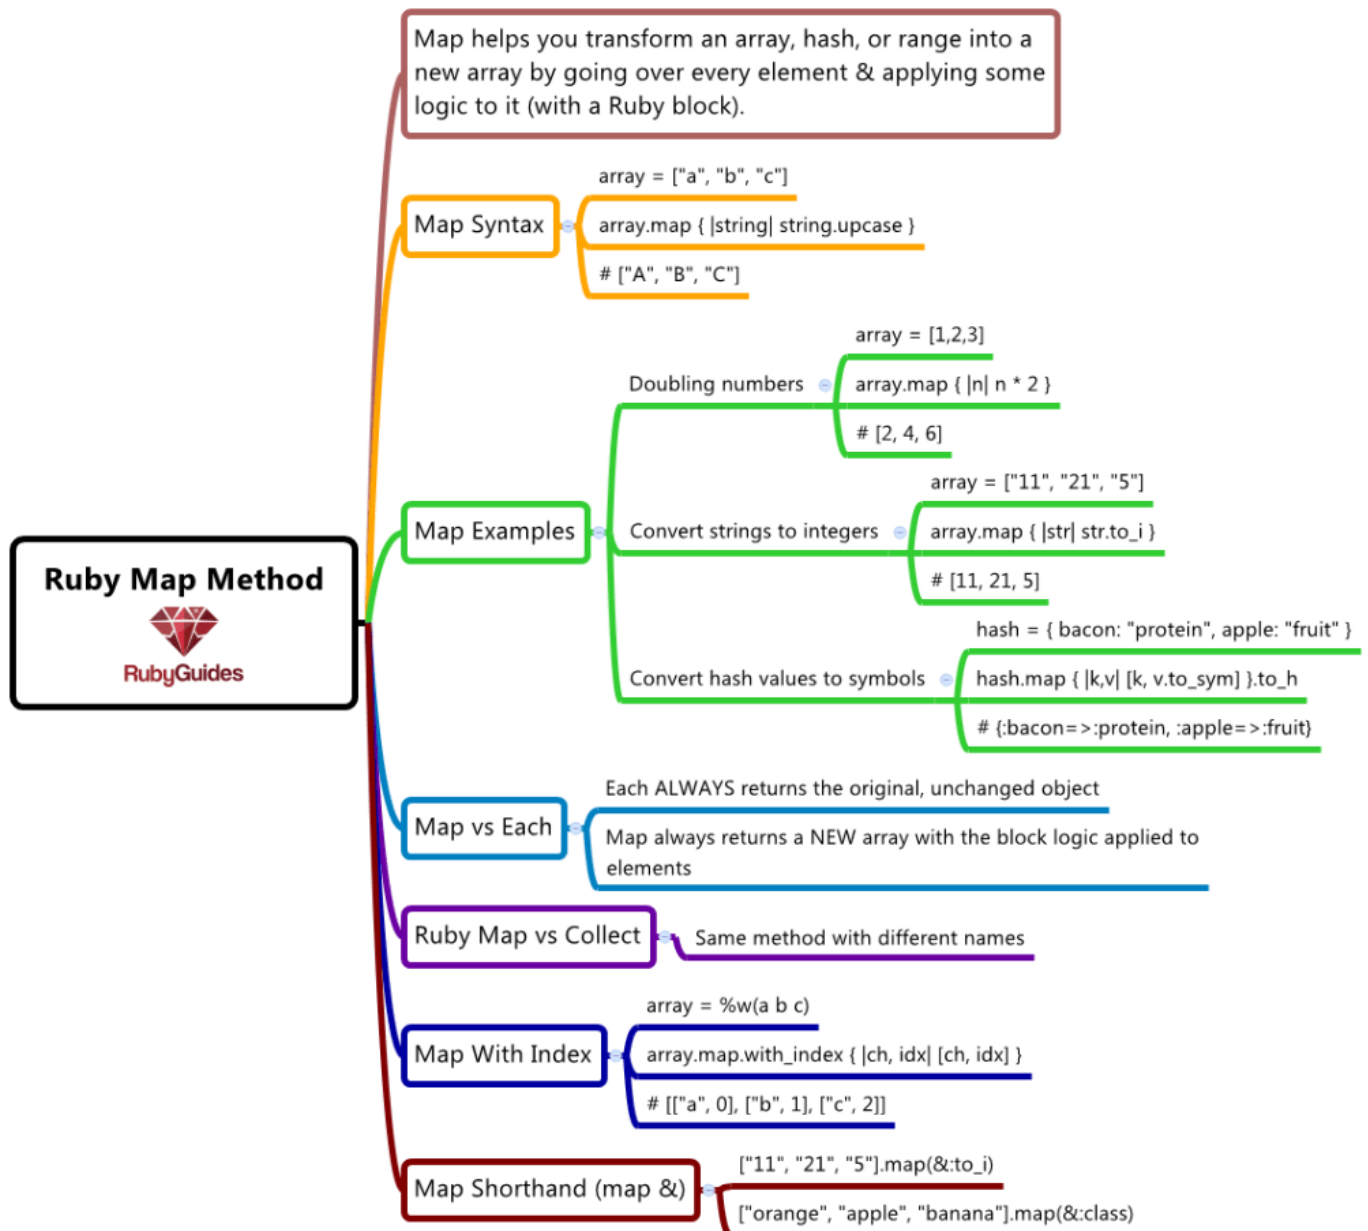 Map helps you transform an array, hash, or range into a
new array by going over every element & applying some
logic to it (with a Ruby block).
Map Syntax
array = ["a", "b", "c"]
array.map { |string| string.upcase }
# ["A", "B", "C"]
Map Examples
Doubling numbers
array = [1,2,3]
array.map { |n| n * 2 }
# [2, 4, 6]
Convert strings to integers
array = ["11", "21", "5"]
array.map { |str| str.to_i }
# [11, 21, 5]
Convert hash values to symbols
hash = { bacon: "protein", apple: "fruit" }
hash.map { |k,v| [k, v.to_sym] }.to_h
# {:bacon=>:protein, :apple=>:fruit}
Ruby Map Method
RubyGuides
Map vs Each
Each ALWAYS returns the original, unchanged object
Map always returns a NEW array with the block logic applied to
elements
Ruby Map vs Collect
Same method with different names
Map With Index
array = %w(a b c)
array.map.with_index { |ch, idx| [ch, idx] }
# [["a", 0], ["b", 1], ["c", 2]]
Map Shorthand (map &)
["11", "21", "5"].map(&:to_i)
["orange", "apple", "banana"].map(&:class)